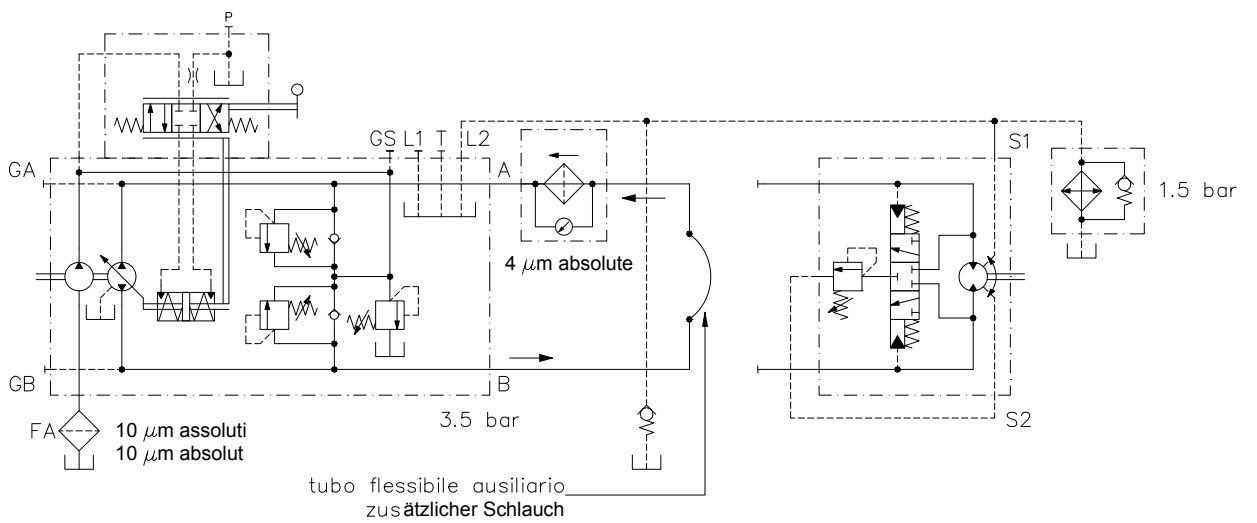 P
GS L1 T L2
GA
A
S1
1.5 bar
4 µm absolute
GB
B
3.5 bar
S2
FA
10 µm assoluti
10 µm absolut
tubo flessibile ausiliario
zusätzlicher Schlauch